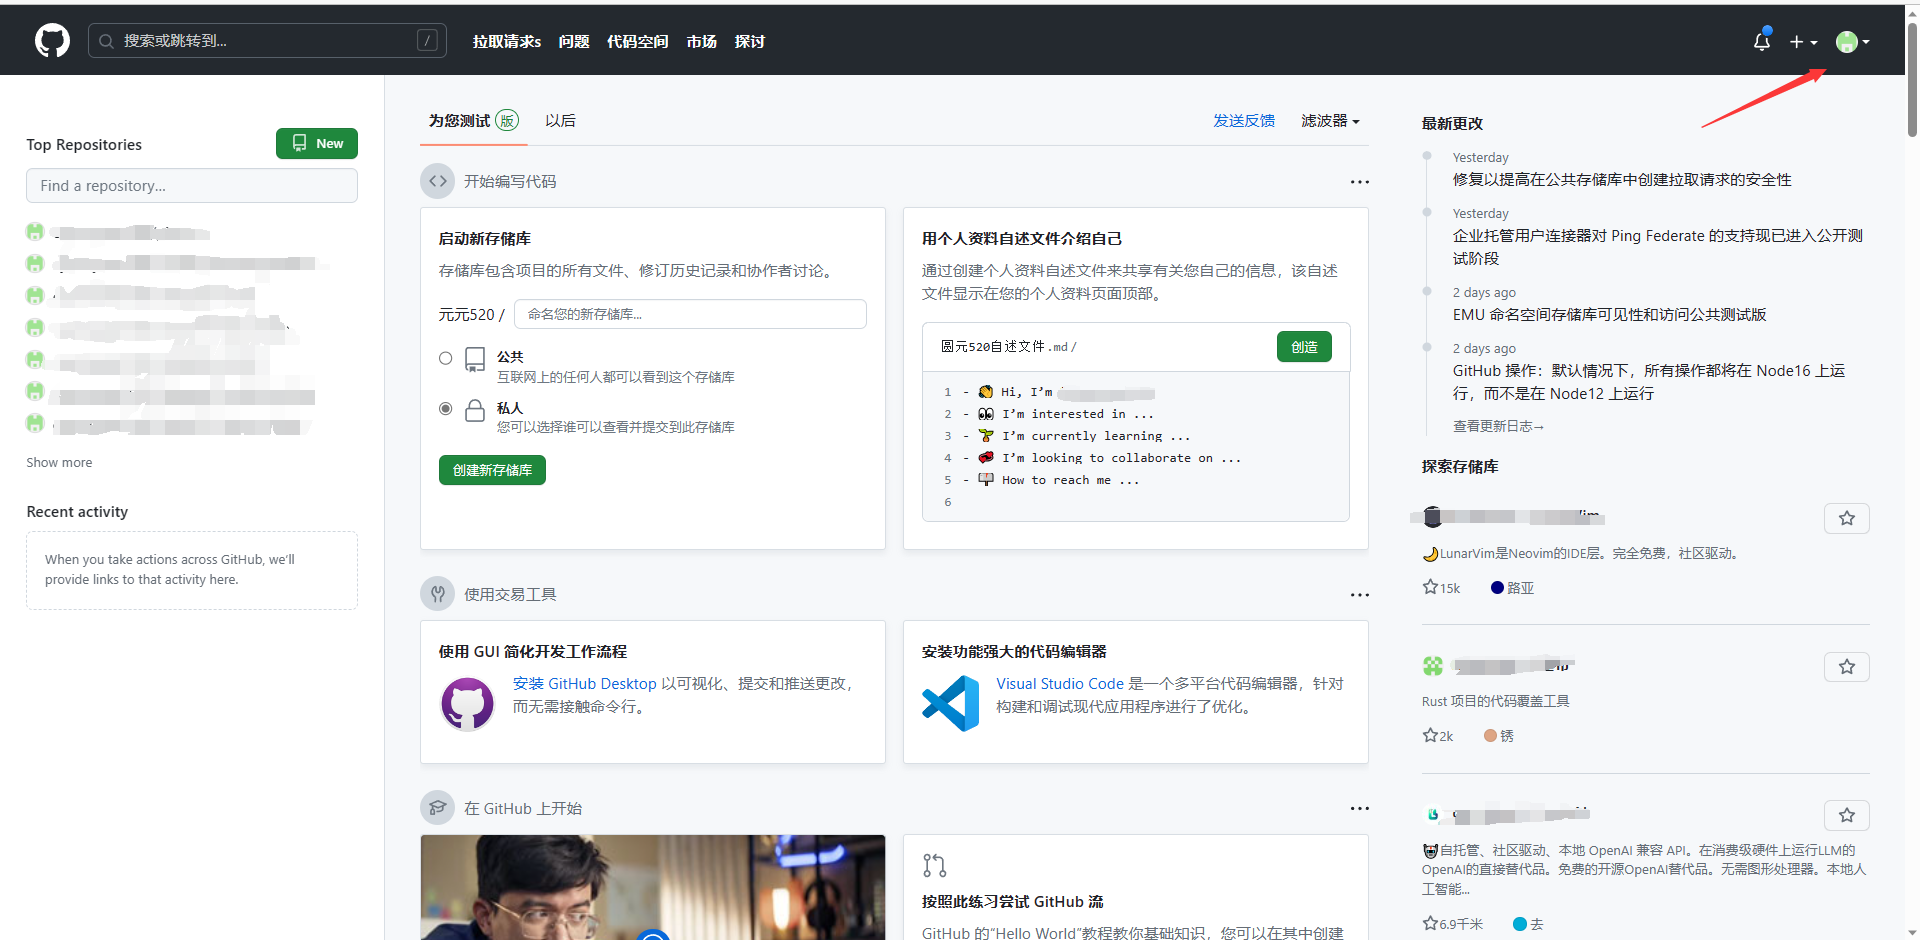 搜索或跳转到...
/
拉取请求s
问题
代码空间
市场
探讨
Top Repositories
New
Find a repository...
Show more
Recent activity
When you take actions across GitHub, we'll
provide links to that activity here.
为您测试 版
以后
发送反馈
滤波器
开始编写代码
启动新存储库
存储库包含项目的所有文件、修订历史记录和协作者讨论。
元元520 /
命名您的新存储库...
公共
互联网上的任何人都可以看到这个存储库
私人
您可以选择谁可以查看并提交到此存储库
创建新存储库
用个人资料自述文件介绍自己
通过创建个人资料自述文件来共享有关您自己的信息，该自述
文件显示在您的个人资料页面顶部。
圆元520自述文件.md/
创造
1 - 👋 Hi, I'm
2 - 👀 I'm interested in ...
3 - 🌱 I'm currently learning ...
4 - 💞 I'm looking to collaborate on ...
5 - 📫 How to reach me ...
6
使用交易工具
使用 GUI 简化开发工作流程
安装 GitHub Desktop 以可视化、提交和推送更改，
而无需接触命令行。
安装功能强大的代码编辑器
Visual Studio Code 是一个多平台代码编辑器，针对
构建和调试现代应用程序进行了优化。
在 GitHub 上开始
按照此练习尝试 GitHub 流
GitHub 的“Hello World”教程教你基础知识，您可以在其中创建
最新更改
Yesterday
修复以提高在公共存储库中创建拉取请求的安全性
Yesterday
企业托管用户连接器对 Ping Federate 的支持现已进入公开测
试阶段
2 days ago
EMU 命名空间存储库可见性和访问公共测试版
2 days ago
GitHub 操作：默认情况下，所有操作都将在 Node16 上运
行，而不是在 Node12 上运行
查看更新日志→
探索存储库
🌙LunarVim是Neovim的IDE层。完全免费，社区驱动。
15k
路亚
Rust 项目的代码覆盖工具
2k
锈
自托管、社区驱动、本地 OpenAI 兼容 API。在消费级硬件上运行LLM的
OpenAI的直接替代品。免费的开源OpenAI替代品。无需图形处理器。本地人
工智能...
6.9千米
去